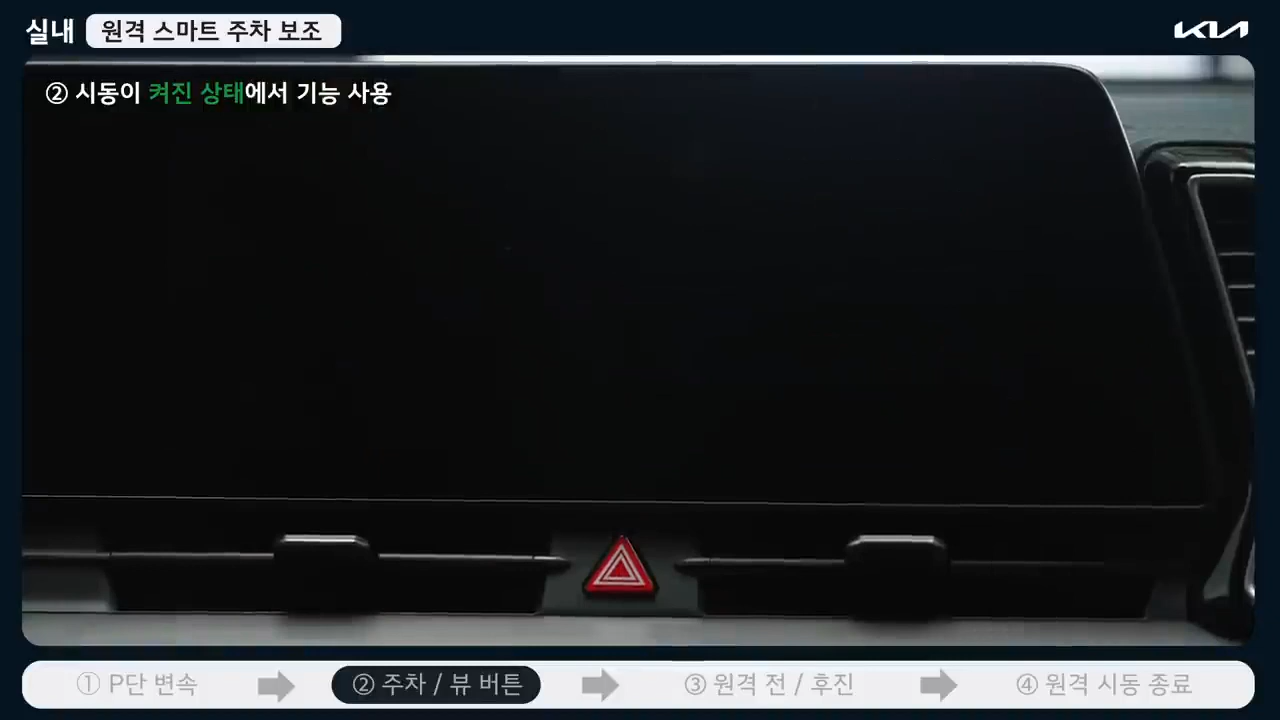 실내 원격 스마트 주차 보조
KIA
② 시동이 켜진 상태에서 기능 사용
① P단 변속 ② 주차 / 뷰 버튼 ③ 원격 전 / 후진 ④ 원격 시동 종료